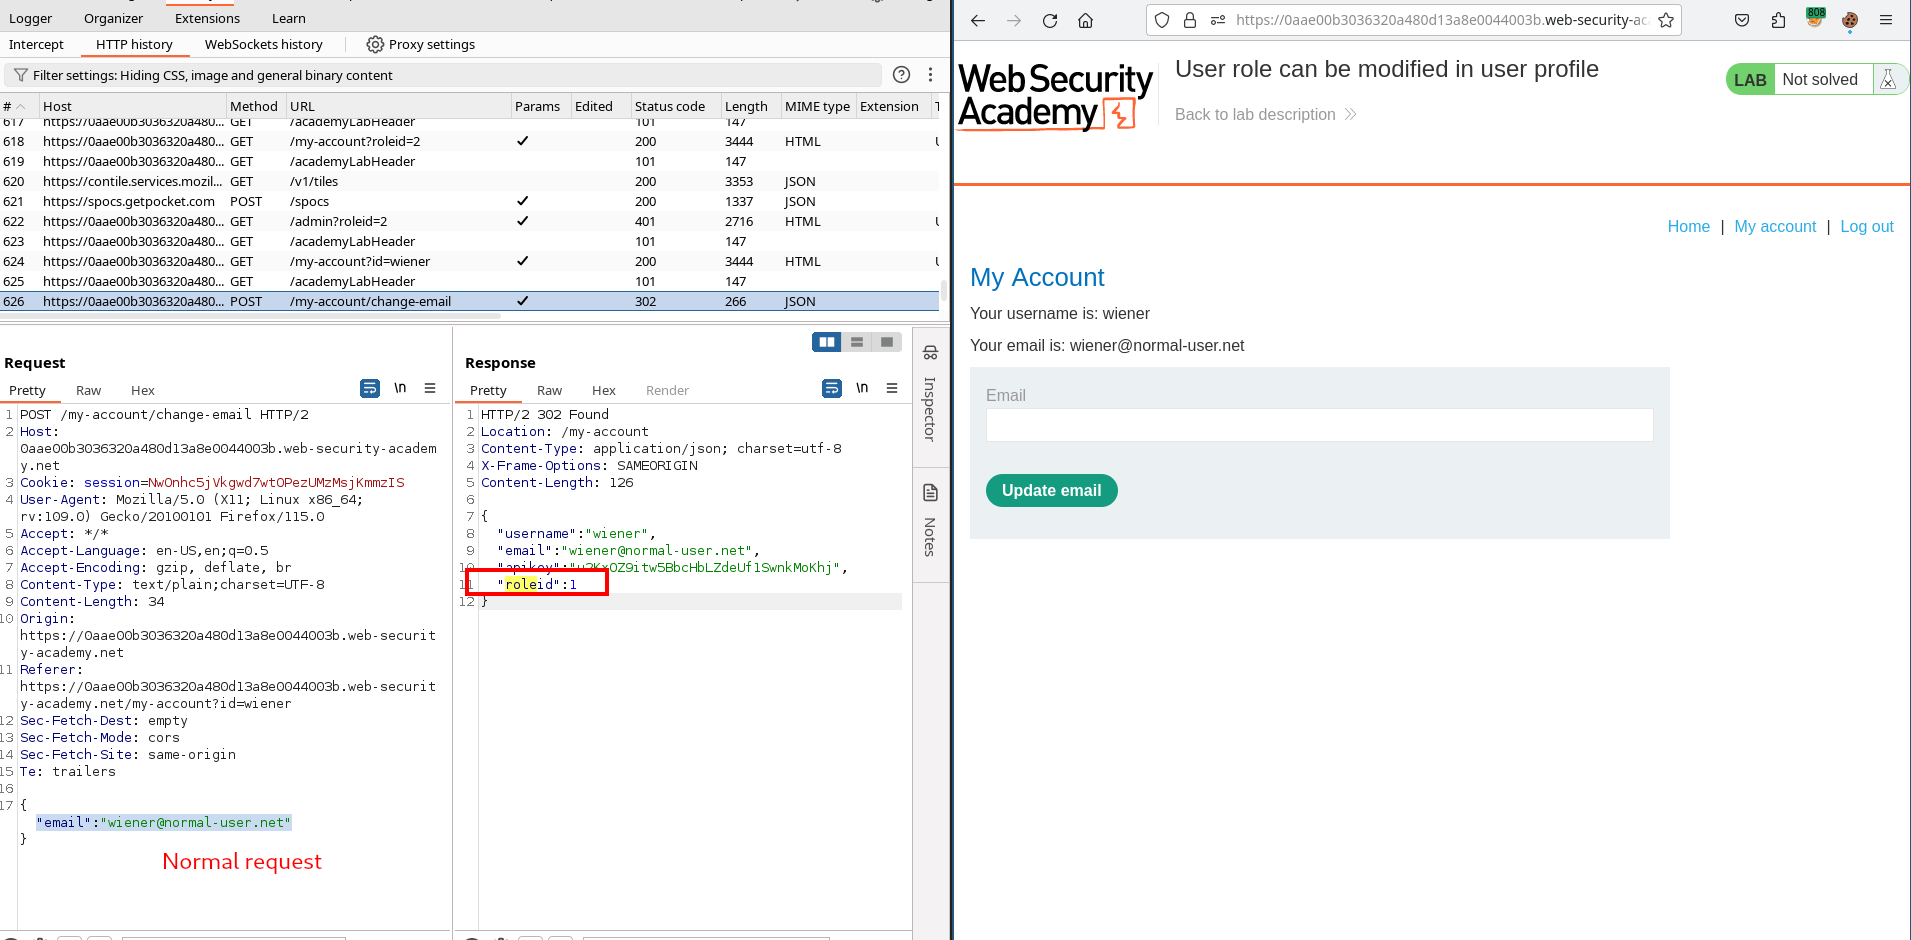 Logger Organizer Extensions Learn
Intercept HTTP history WebSockets history Proxy settings
Filter settings: Hiding CSS, image and general binary content
# Host Method URL Params Edited Status code Length MIME type Extension T
617 https://0aae00b3036320a480... GET /academyLabHeader 101 147
618 https://0aae00b3036320a480... GET /my-account?roleid=2 ✓ 200 3444 HTML
619 https://0aae00b3036320a480... GET /academyLabHeader 101 147
620 https://contile.services.mozil... GET /v1/tiles 200 3353 JSON
621 https://spocs.getpocket.com POST /spocs ✓ 200 1337 JSON
622 https://0aae00b3036320a480... GET /admin?roleid=2 ✓ 401 2716 HTML
623 https://0aae00b3036320a480... GET /academyLabHeader 101 147
624 https://0aae00b3036320a480... GET /my-account?id=wiener ✓ 200 3444 HTML
625 https://0aae00b3036320a480... GET /academyLabHeader 101 147
626 https://0aae00b3036320a480... POST /my-account/change-email ✓ 302 266 JSON
Request
Pretty Raw Hex \n
1 POST /my-account/change-email HTTP/2
2 Host:
0aae00b3036320a480d13a8e0044003b.web-security-academ
y.net
3 Cookie: session=NwOnhc5jVkgwd7wtOPezUMzMsjKmmzIS
4 User-Agent: Mozilla/5.0 (X11; Linux x86_64;
rv:109.0) Gecko/20100101 Firefox/115.0
5 Accept: */*
6 Accept-Language: en-US,en;q=0.5
7 Accept-Encoding: gzip, deflate, br
8 Content-Type: text/plain;charset=UTF-8
9 Content-Length: 34
10 Origin:
https://0aae00b3036320a480d13a8e0044003b.web-securit
y-academy.net
11 Referer:
https://0aae00b3036320a480d13a8e0044003b.web-securit
y-academy.net/my-account?id=wiener
12 Sec-Fetch-Dest: empty
13 Sec-Fetch-Mode: cors
14 Sec-Fetch-Site: same-origin
15 Te: trailers
16
17 {
"email":"wiener@normal-user.net"
}
Normal request
Response
Pretty Raw Hex Render \n
1 HTTP/2 302 Found
2 Location: /my-account
3 Content-Type: application/json; charset=utf-8
4 X-Frame-Options: SAMEORIGIN
5 Content-Length: 126
6
7 {
8 "username":"wiener",
9 "email":"wiener@normal-user.net",
10 "apikey":"u2KxOZ9itw5BbcHbLZdeUf1SwnkMoKhj",
11 "roleid":1
12 }
Inspector
Notes
https://0aae00b3036320a480d13a8e0044003b.web-security-ac
808
Web Security
Academy
User role can be modified in user profile
Back to lab description
LAB Not solved
Home | My account | Log out
My Account
Your username is: wiener
Your email is: wiener@normal-user.net
Email
Update email